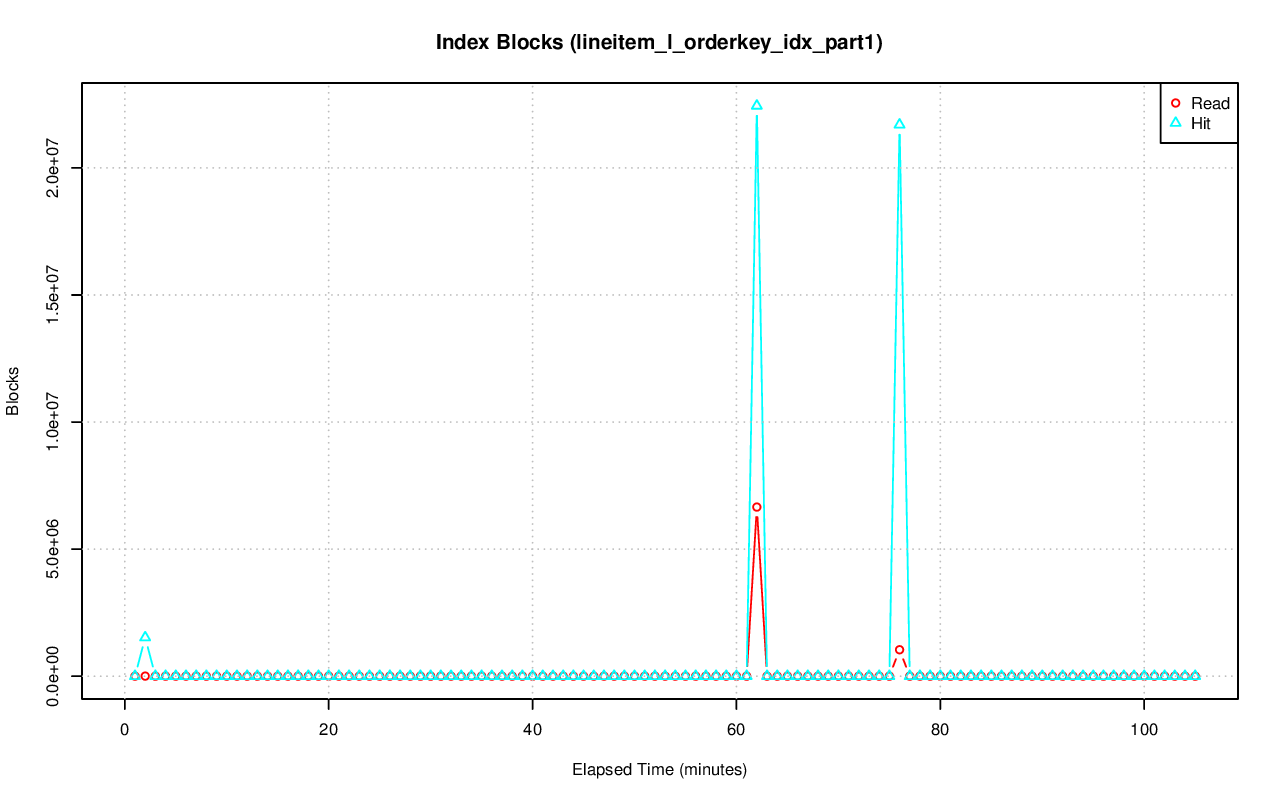 Index Blocks (lineitem_l_orderkey_idx_part1)
Read
Hit
Blocks
2.0e+07
1.5e+07
1.0e+07
5.0e+06
0.0e+00
0 20 40 60 80 100
Elapsed Time (minutes)